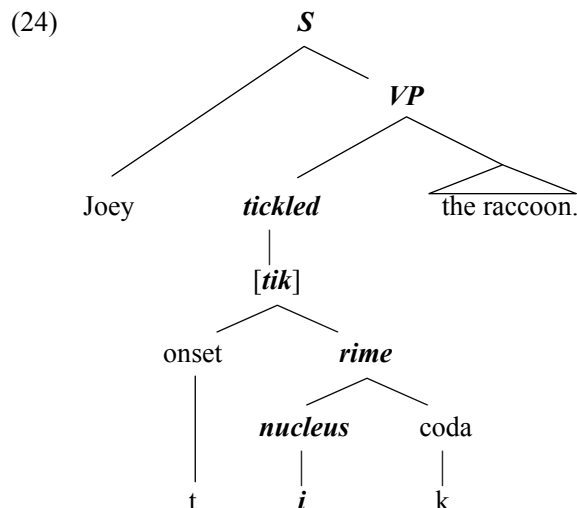 (24) S
VP
Joey tickled the raccoon.
[tik]
onset rime
nucleus coda
t i k